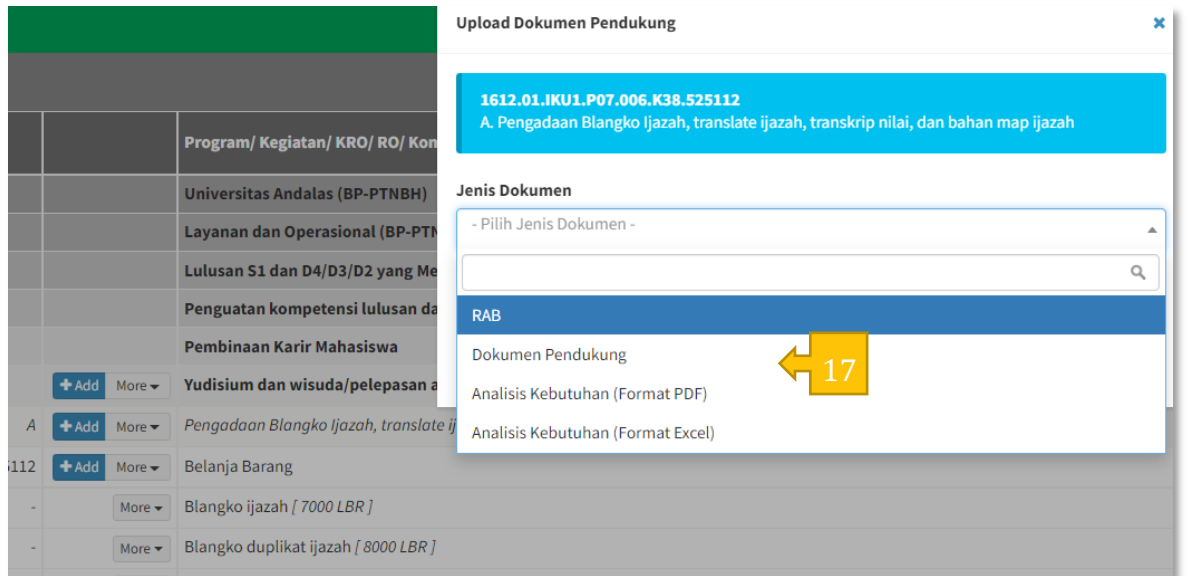 Upload Dokumen Pendukung
1612.01.IKU1.P07.006.K38.525112
A. Pengadaan Blangko Ijazah, translate ijazah, transkrip nilai, dan bahan map ijazah
Jenis Dokumen
- Pilih Jenis Dokumen -
RAB
Dokumen Pendukung
17
Analisis Kebutuhan (Format PDF)
Analisis Kebutuhan (Format Excel)
Program/ Kegiatan/ KRO/ RO/ Kon
Universitas Andalas (BP-PTNBH)
Layanan dan Operasional (BP-PTN
Lulusan S1 dan D4/D3/D2 yang Me
Penguatan kompetensi lulusan da
Pembinaan Karir Mahasiswa
Add More Yudisium dan wisuda/pelepasan a
A Add More Pengadaan Blangko Ijazah, translate ij
5112 Add More Belanja Barang
- More Blangko ijazah [ 7000 LBR ]
- More Blangko duplikat ijazah [ 8000 LBR ]